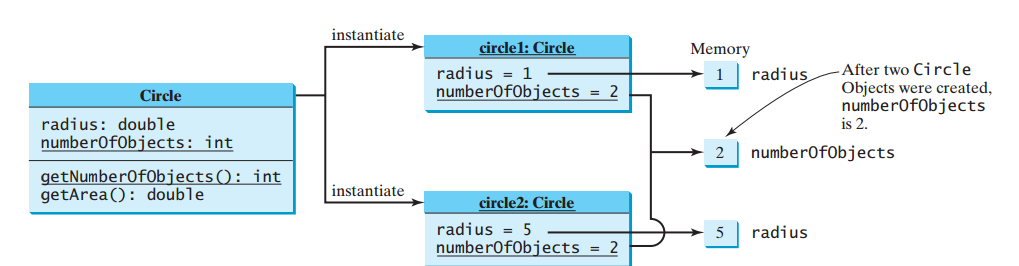 Circle
radius: double
numberOfObjects: int
getNumberOfObjects(): int
getArea(): double
instantiate
instantiate
circle1: Circle
radius = 1
numberOfObjects = 2
circle2: Circle
radius = 5
numberOfObjects = 2
Memory
1 radius
2 numberOfObjects
5 radius
After two Circle
Objects were created,
numberOfObjects
is 2.